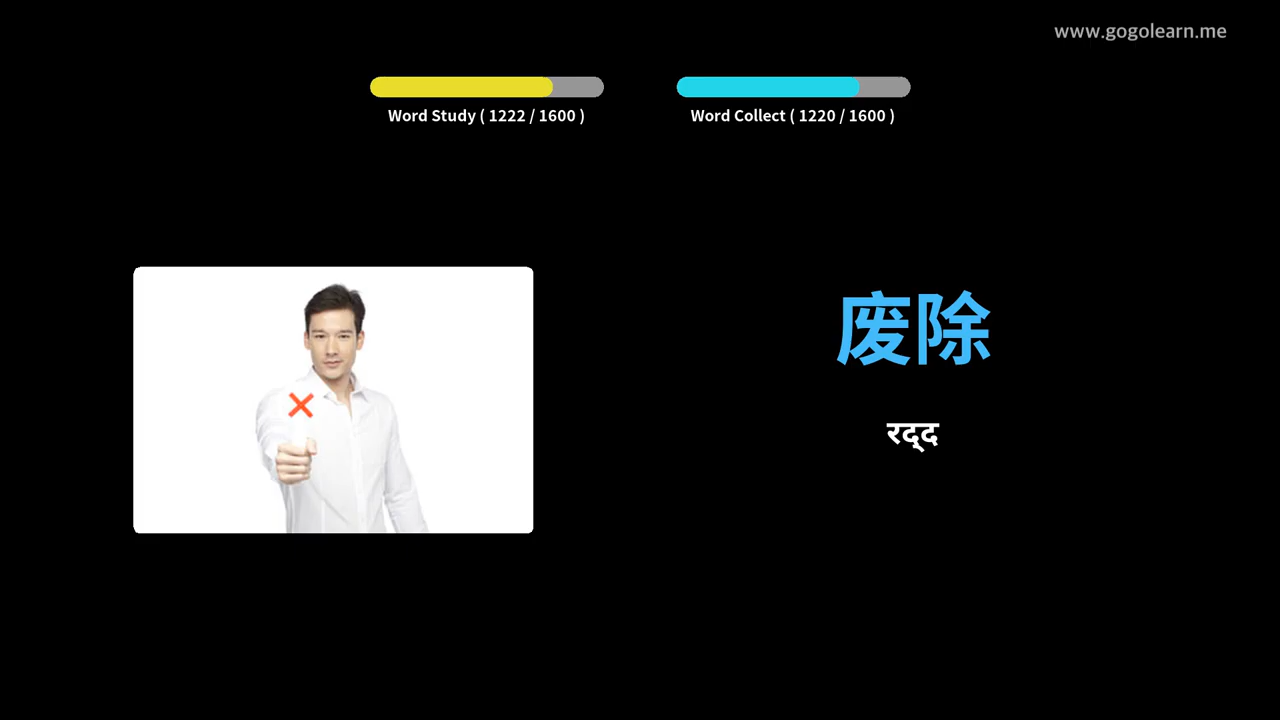 www.gogolearn.me
Word Study ( 1222 / 1600 )
Word Collect ( 1220 / 1600 )
废除
रद्द